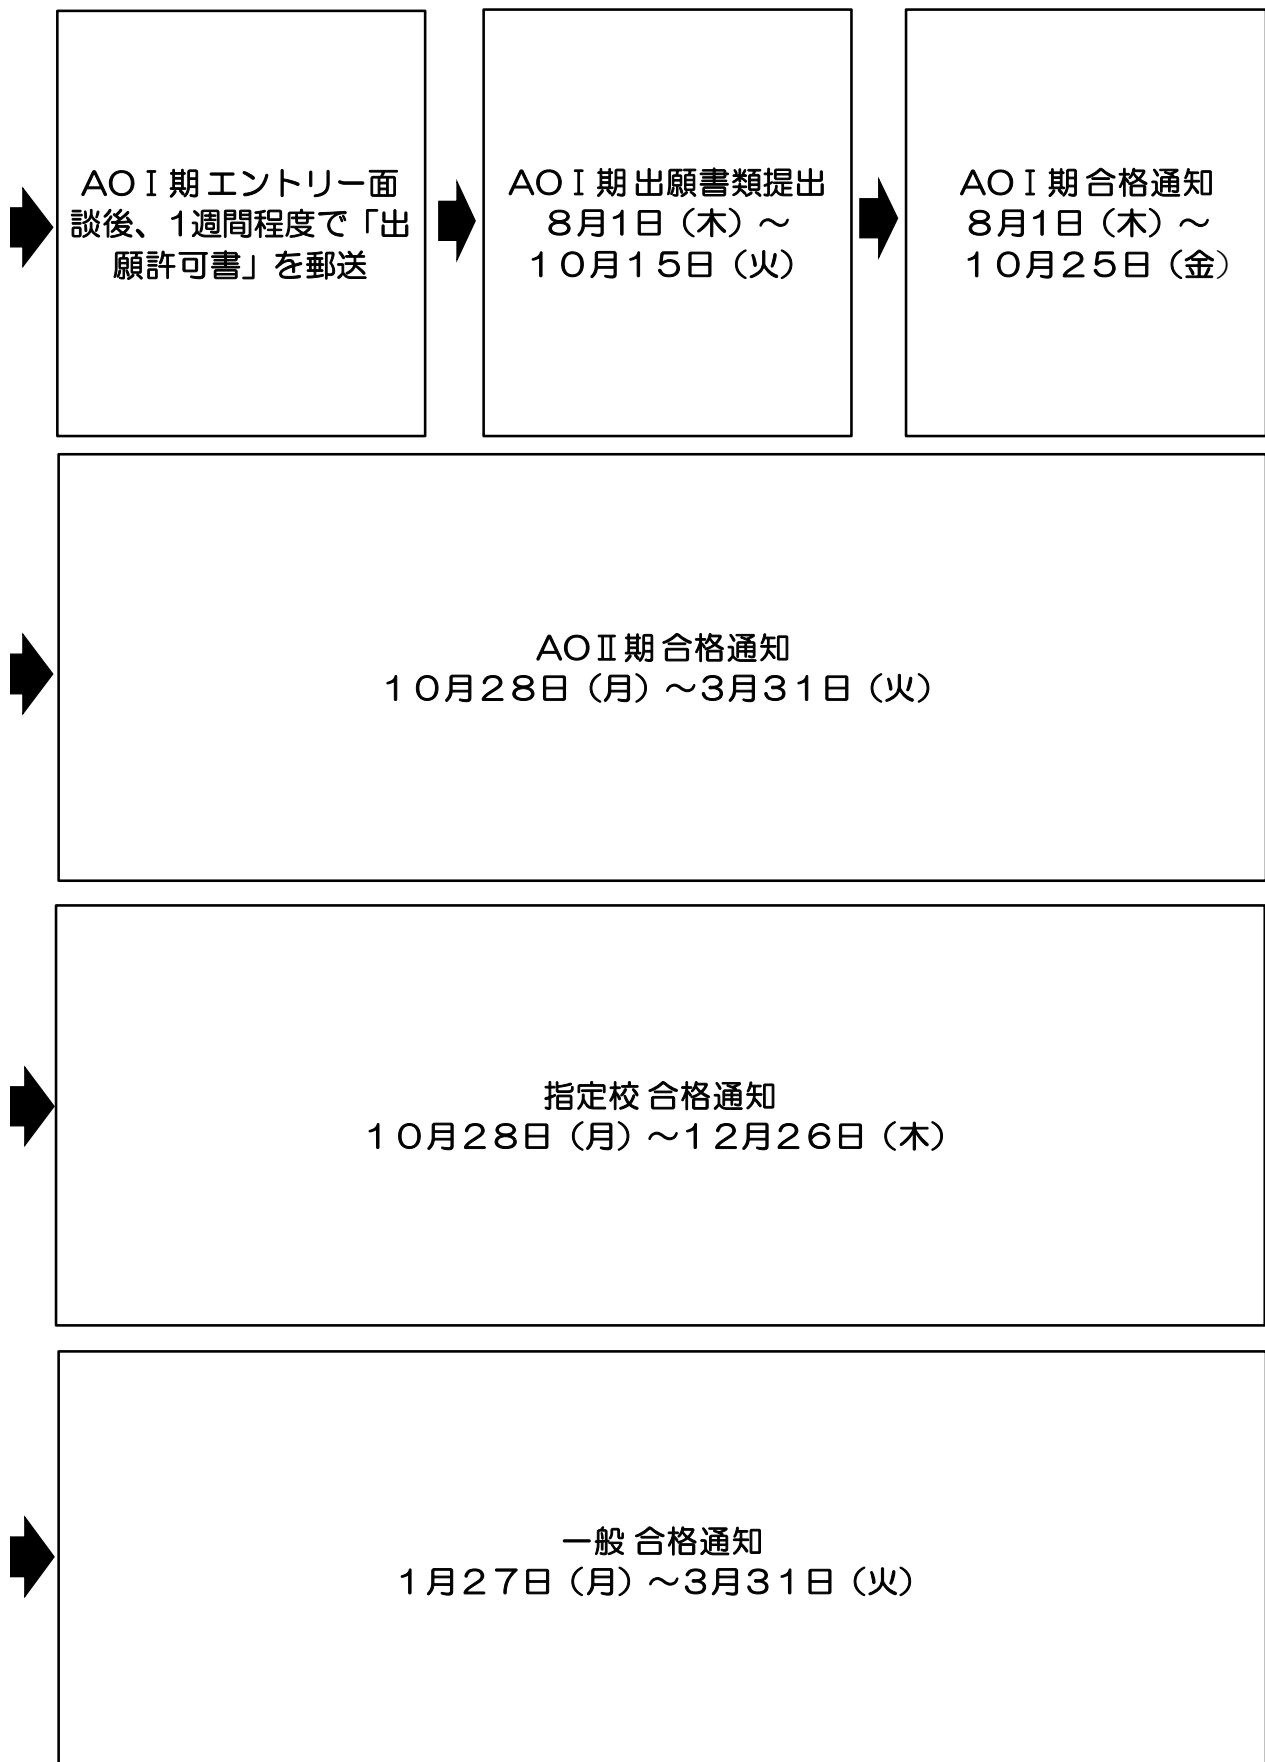 AOⅠ期 エントリー面
談後、1週間程度で「出
願許可書」を郵送
AOⅠ期 出願書類提出
8月1日（木）～
10月15日（火）
AOⅠ期 合格通知
8月1日（木）～
10月25日（金）
AOⅡ期 合格通知
10月28日（月）～3月31日（火）
指定校 合格通知
10月28日（月）～12月26日（木）
一般 合格通知
1月27日（月）～3月31日（火）